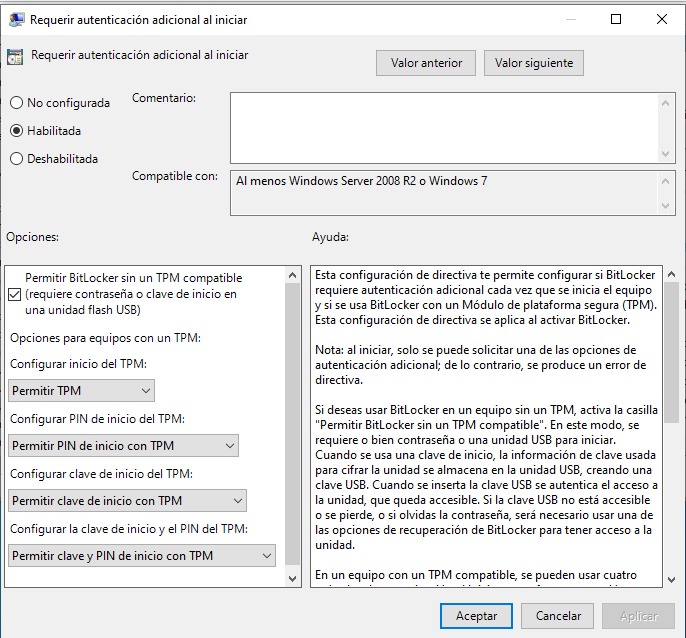 Requerir autenticación adicional al iniciar
Requerir autenticación adicional al iniciar
Valor anterior
Valor siguiente
No configurada
Habilitada
Deshabilitada
Comentario:
Compatible con:
Al menos Windows Server 2008 R2 o Windows 7
Opciones:
Ayuda:
Permitir BitLocker sin un TPM compatible
(requiere contraseña o clave de inicio en
una unidad flash USB)
Opciones para equipos con un TPM:
Configurar inicio del TPM:
Permitir TPM
Configurar PIN de inicio del TPM:
Permitir PIN de inicio con TPM
Configurar clave de inicio del TPM:
Permitir clave de inicio con TPM
Configurar la clave de inicio y el PIN del TPM:
Permitir clave y PIN de inicio con TPM
Esta configuración de directiva te permite configurar si BitLocker
requiere autenticación adicional cada vez que se inicia el equipo
y si se usa BitLocker con un Módulo de plataforma segura (TPM).
Esta configuración de directiva se aplica al activar BitLocker.
Nota: al iniciar, solo se puede solicitar una de las opciones de
autenticación adicional; de lo contrario, se produce un error de
directiva.
Si deseas usar BitLocker en un equipo sin un TPM, activa la casilla
"Permitir BitLocker sin un TPM compatible". En este modo, se
requiere o bien contraseña o una unidad USB para iniciar.
Cuando se usa una clave de inicio, la información de clave usada
para cifrar la unidad se almacena en la unidad USB, creando una
clave USB. Cuando se inserta la clave USB se autentica el acceso a
la unidad, que queda accesible. Si la clave USB no está accesible
o se pierde, o si olvidas la contraseña, será necesario usar una de
las opciones de recuperación de BitLocker para tener acceso a la
unidad.
En un equipo con un TPM compatible, se pueden usar cuatro
Aceptar
Cancelar
Aplicar